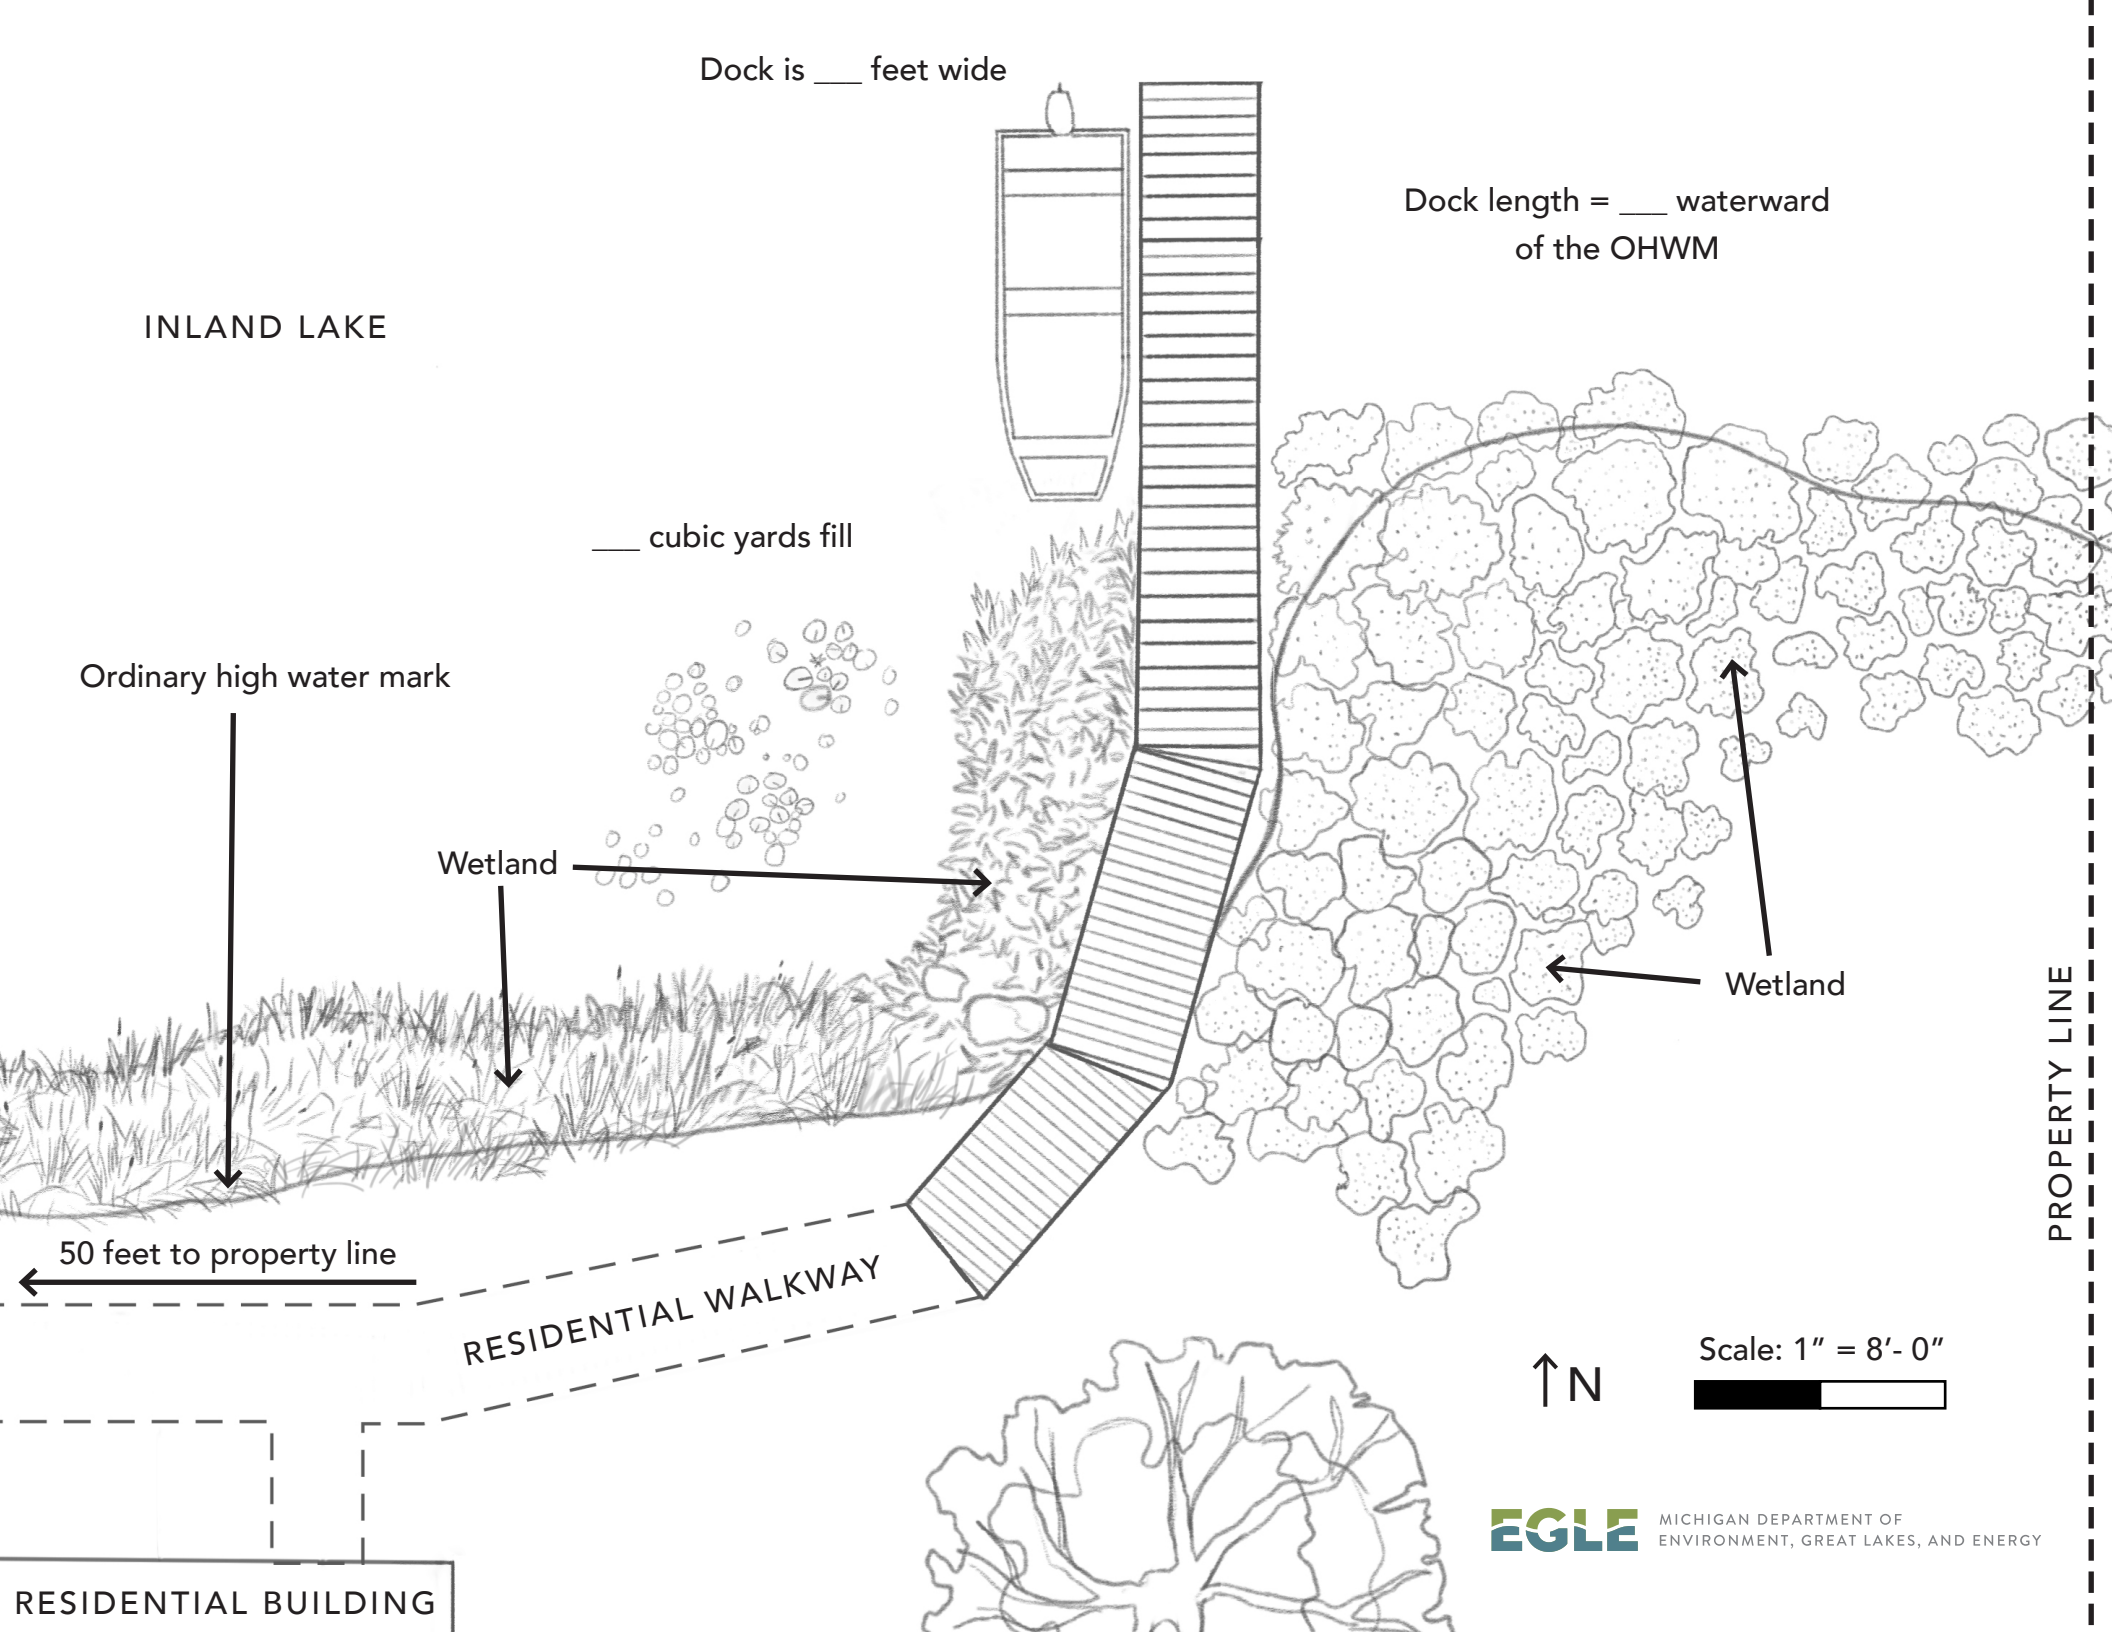 Dock is ___ feet wide
Dock length = ___ waterward
of the OHWM
INLAND LAKE
___ cubic yards fill
Ordinary high water mark
Wetland
Wetland
PROPERTY LINE
50 feet to property line
RESIDENTIAL WALKWAY
Scale: 1” = 8’- 0”
N
EGLE
MICHIGAN DEPARTMENT OF
ENVIRONMENT, GREAT LAKES, AND ENERGY
RESIDENTIAL BUILDING